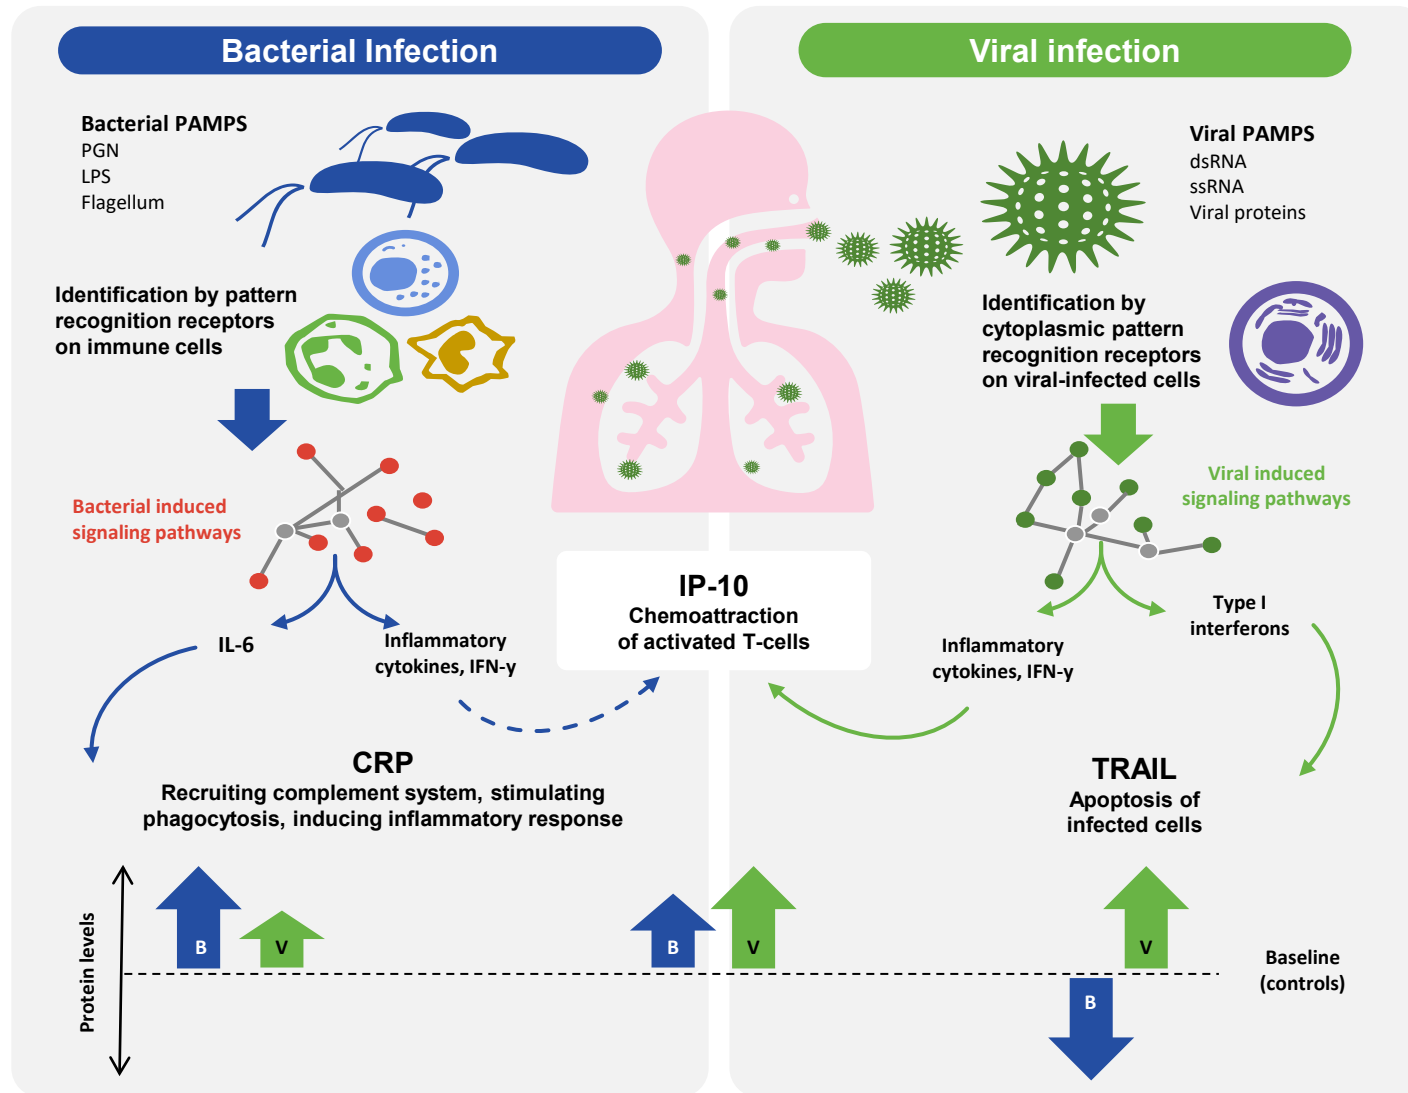 Bacterial Infection
Bacterial PAMPS
PGN
LPS
Flagellum
Identification by pattern
recognition receptors
on immune cells
Bacterial induced
signaling pathways
IL-6
Inflammatory
cytokines, IFN-y
CRP
Recruiting complement system, stimulating
phagocytosis, inducing inflammatory response
IP-10
Chemoattraction
of activated T-cells
Viral infection
Viral PAMPS
dsRNA
ssRNA
Viral proteins
Identification by
cytoplasmic pattern
recognition receptors
on viral-infected cells
Viral induced
signaling pathways
Type I
interferons
Inflammatory
cytokines, IFN-y
TRAIL
Apoptosis of
infected cells
Protein levels
B
V
B
V
V
B
Baseline
(controls)